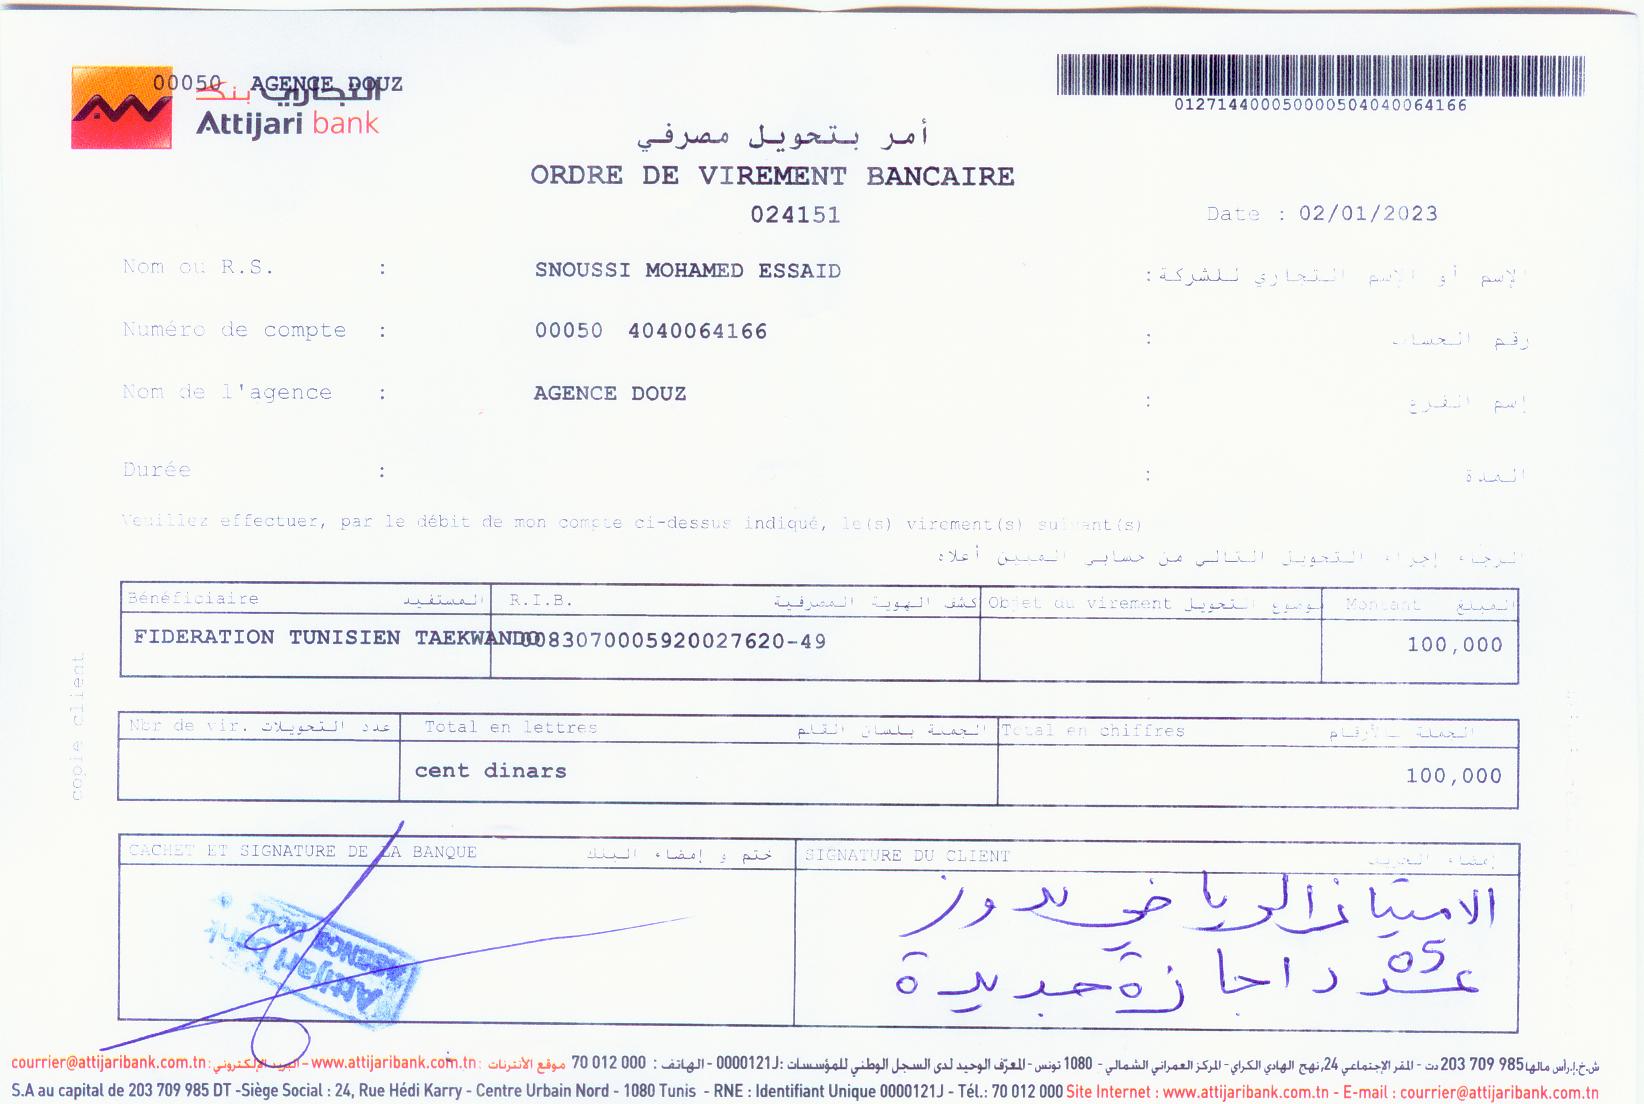 00050 AGENCE DOUZ
التجاري بنك
Attijari bank
012714400050000504040064166
أمر بتحويل مصرفي
ORDRE DE VIREMENT BANCAIRE
024151
Date : 02/01/2023
Nom ou R.S. : SNOUSSI MOHAMED ESSAID الإسم أو الإسم التجاري للشركة :
Numéro de compte : 00050 4040064166 رقم الحساب :
Nom de l'agence : AGENCE DOUZ إسم الفرع :
Durée : المدة :
Veuillez effectuer, par le débit de mon compte ci-dessus indiqué, le(s) virement(s) suivant(s)
الرجاء إجراء التحويل التالي من حسابي المبين أعلاه
Bénéficiaire المستفيد R.I.B. كشف الهوية المصرفية Objet du virement موضوع التحويل Montant المبلغ
FIDERATION TUNISIEN TAEKWANDO 0083070005920027620-49 100,000
copie client
Nbr de vir. عدد التحويلات Total en lettres الجملة بلسان القلم Total en chiffres الجملة بالأرقام
cent dinars 100,000
CACHET ET SIGNATURE DE LA BANQUE ختم و إمضاء البنك SIGNATURE DU CLIENT إمضاء الحريف
Attijari bank
AGENCE DOUZ
الامتياز الرياضي بدوز
عدد 05 اجازة جديدة
ش.خ.إ.رأس مالها 985 709 203 دت - المقر الإجتماعي 24, نهج الهادي الكراي - المركز العمراني الشمالي - 1080 تونس - المعرّف الوحيد لدى السجل الوطني للمؤسسات: 0000121J - الهاتف : 70 012 000 موقع الأنترنات : www.attijaribank.com.tn - البريد الإلكتروني: courrier@attijaribank.com.tn
S.A au capital de 203 709 985 DT -Siège Social : 24, Rue Hédi Karry - Centre Urbain Nord - 1080 Tunis - RNE : Identifiant Unique 0000121J - Tél.: 70 012 000 Site Internet : www.attijaribank.com.tn - E-mail : courrier@attijaribank.com.tn